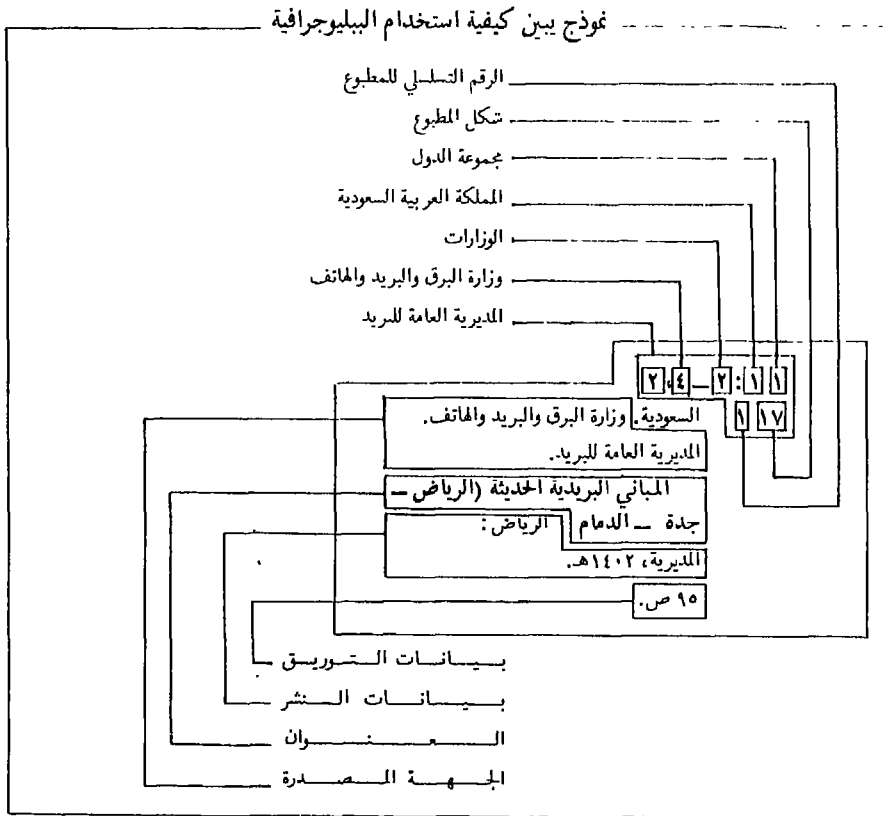 نموذج يبين كيفية استخدام الببليوجرافية
الرقم التسلسلي للمطبوع
شكل المطبوع
مجموعة الدول
المملكة العربية السعودية
الوزارات
وزارة البرق والبريد والهاتف
المديرية العامة للبريد
١ ١ : ٢ — ٤، ٢
١٧ ١
السعودية. وزارة البرق والبريد والهاتف.
المديرية العامة للبريد.
المباني البريدية الحديثة (الرياض —
جدة — الدمام الرياض:
المديرية، ١٤٠٢هـ.
٩٥ ص.
بيانات التوريق
بيانات النشر
العنوان
الجهة المصدرة